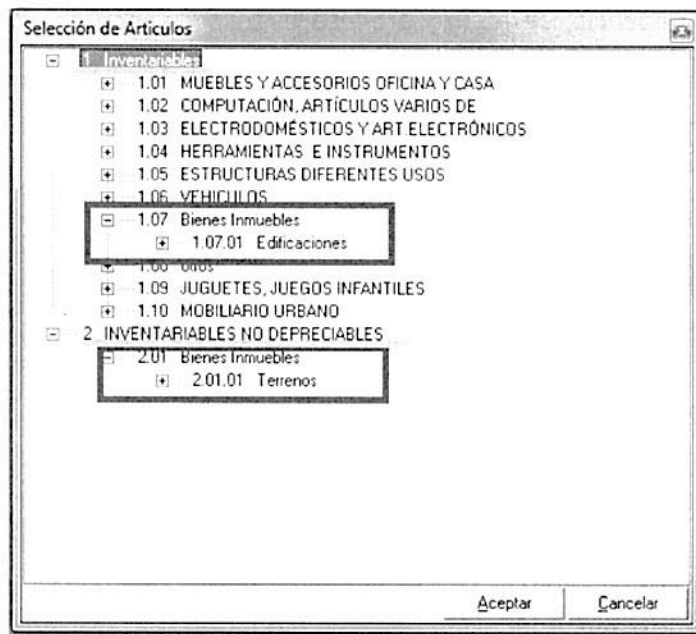 Selección de Articulos
1 Inventariables
1.01 MUEBLES Y ACCESORIOS OFICINA Y CASA
1.02 COMPUTACIÓN, ARTÍCULOS VARIOS DE
1.03 ELECTRODOMÉSTICOS Y ART.ELECTRÓNICOS
1.04 HERRAMIENTAS E INSTRUMENTOS
1.05 ESTRUCTURAS DIFERENTES USOS
1.06 VEHICULOS
1.07 Bienes Inmuebles
1.07.01 Edificaciones
1.08 Otros
1.09 JUGUETES, JUEGOS INFANTILES
1.10 MOBILIARIO URBANO
2 INVENTARIABLES NO DEPRECIABLES
2.01 Bienes Inmuebles
2.01.01 Terrenos
Aceptar Cancelar